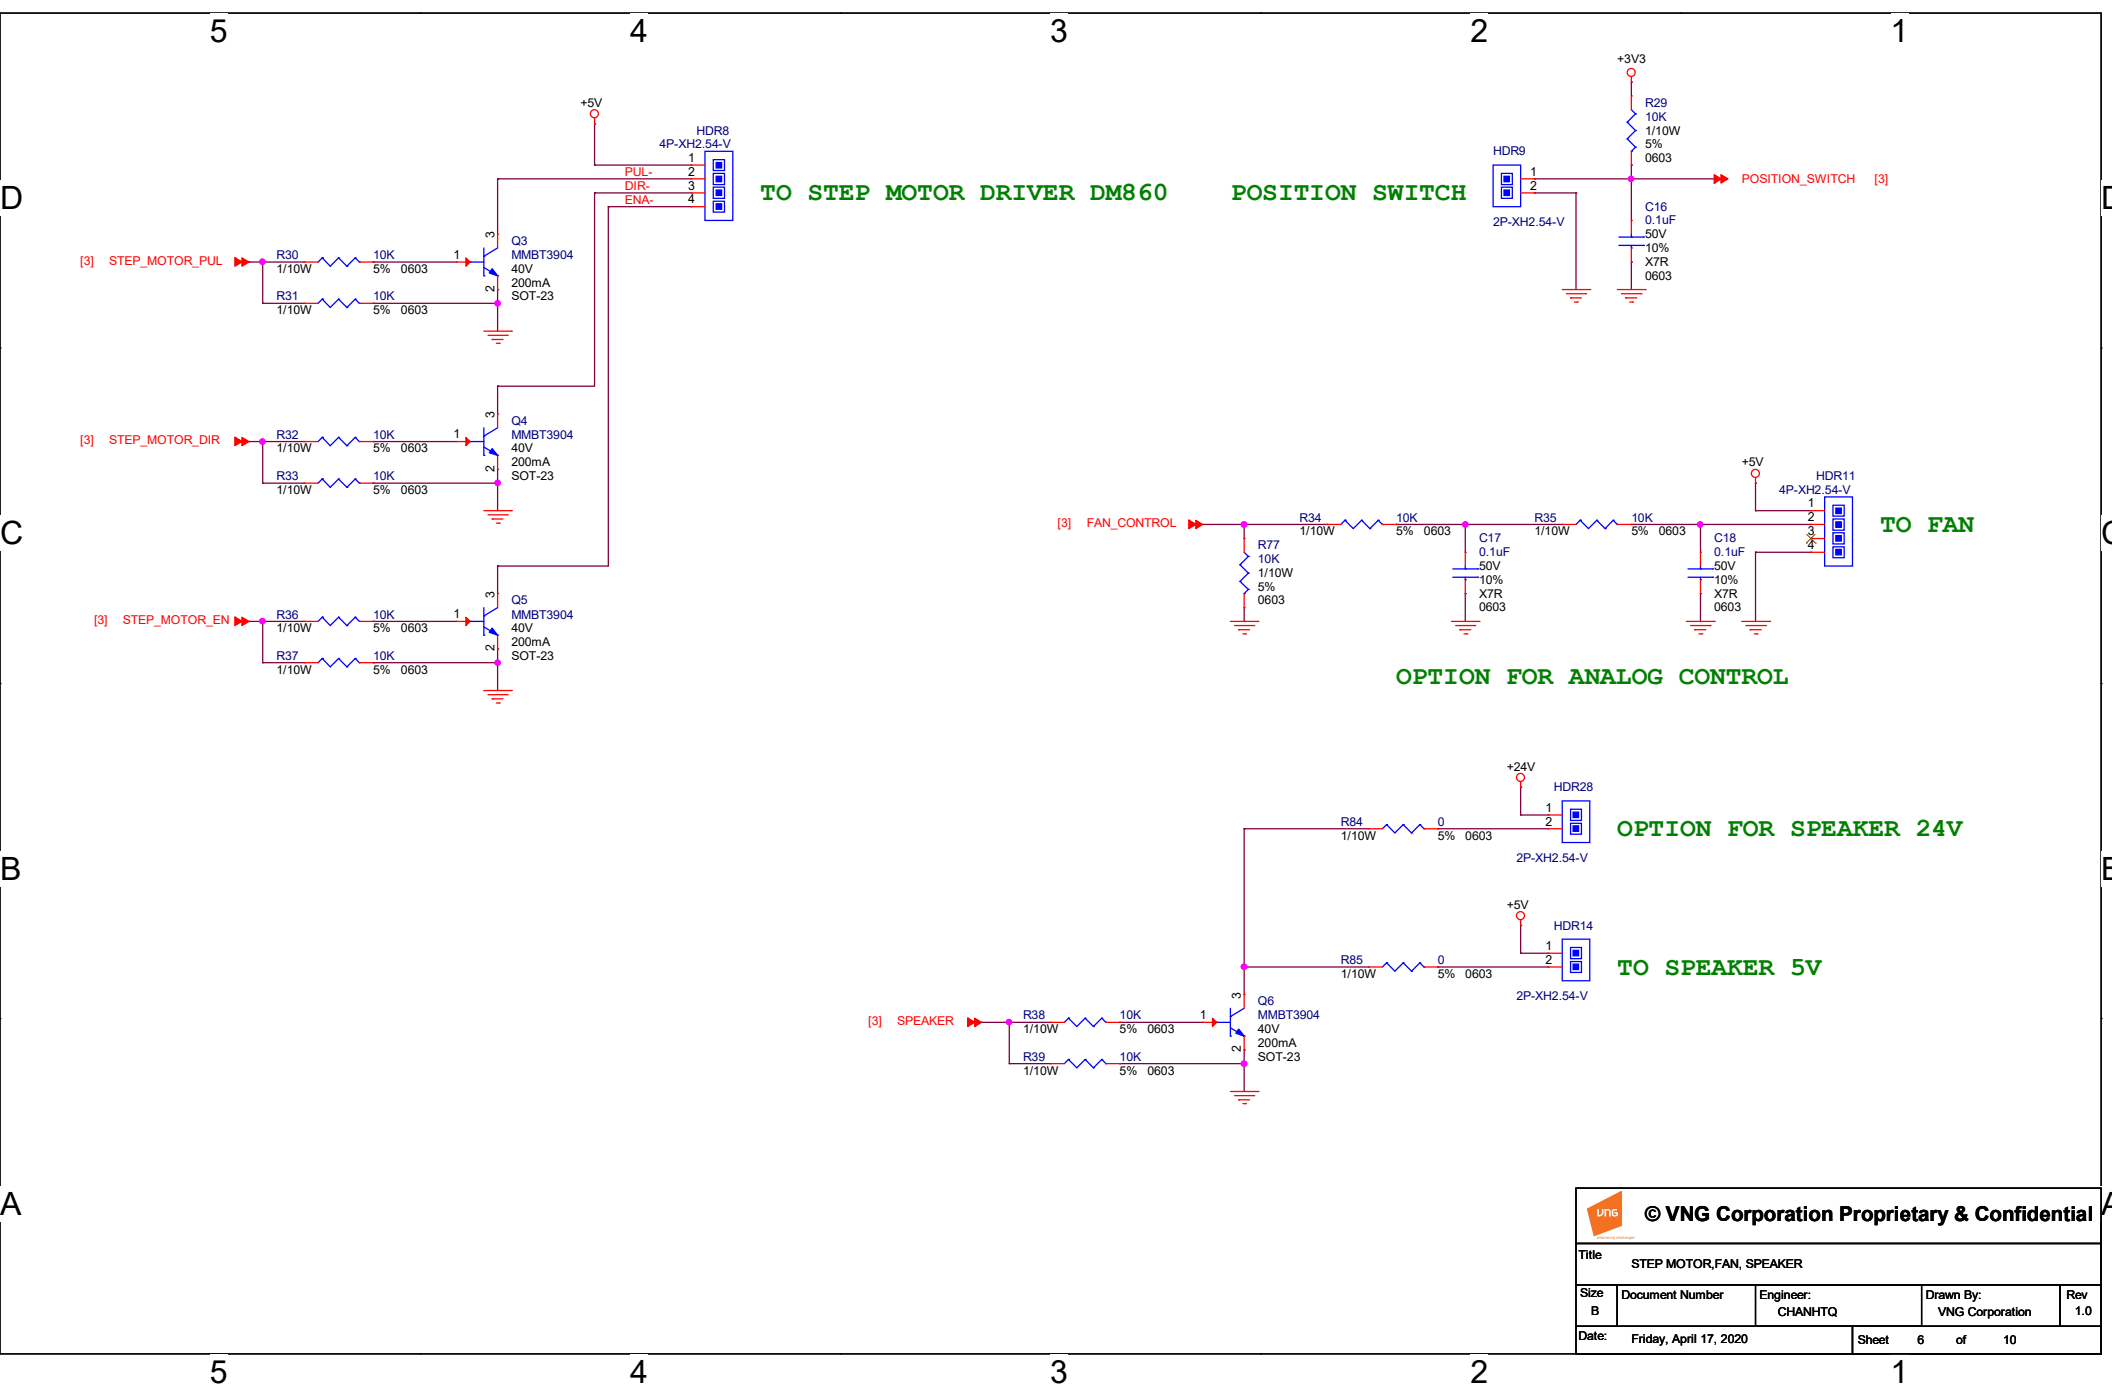 5 4 3 2 1
D
C
B
A
+5V
HDR8
4P-XH2.54-V
1
PUL- 2
DIR- 3
ENA- 4
TO STEP MOTOR DRIVER DM860
[3] STEP_MOTOR_PUL
R30 10K
1/10W 5% 0603
R31 10K
1/10W 5% 0603
1
3
2
Q3
MMBT3904
40V
200mA
SOT-23
[3] STEP_MOTOR_DIR
R32 10K
1/10W 5% 0603
R33 10K
1/10W 5% 0603
1
3
2
Q4
MMBT3904
40V
200mA
SOT-23
[3] STEP_MOTOR_EN
R36 10K
1/10W 5% 0603
R37 10K
1/10W 5% 0603
1
3
2
Q5
MMBT3904
40V
200mA
SOT-23
POSITION SWITCH
HDR9
1
2
2P-XH2.54-V
+3V3
R29
10K
1/10W
5%
0603
POSITION_SWITCH [3]
C16
0.1uF
50V
10%
X7R
0603
[3] FAN_CONTROL
R77
10K
1/10W
5%
0603
R34 10K
1/10W 5% 0603
C17
0.1uF
50V
10%
X7R
0603
R35 10K
1/10W 5% 0603
C18
0.1uF
50V
10%
X7R
0603
+5V
HDR11
4P-XH2.54-V
1
2
3
4
TO FAN
OPTION FOR ANALOG CONTROL
+24V
HDR28
1
2
2P-XH2.54-V
R84 0
1/10W 5% 0603
OPTION FOR SPEAKER 24V
+5V
HDR14
1
2
2P-XH2.54-V
R85 0
1/10W 5% 0603
TO SPEAKER 5V
[3] SPEAKER
R38 10K
1/10W 5% 0603
R39 10K
1/10W 5% 0603
1
3
2
Q6
MMBT3904
40V
200mA
SOT-23
VNG
© VNG Corporation Proprietary & Confidential
Title
STEP MOTOR,FAN, SPEAKER
Size Document Number Engineer: Drawn By: Rev
B CHANHTQ VNG Corporation 1.0
Date: Friday, April 17, 2020 Sheet 6 of 10
5 4 3 2 1